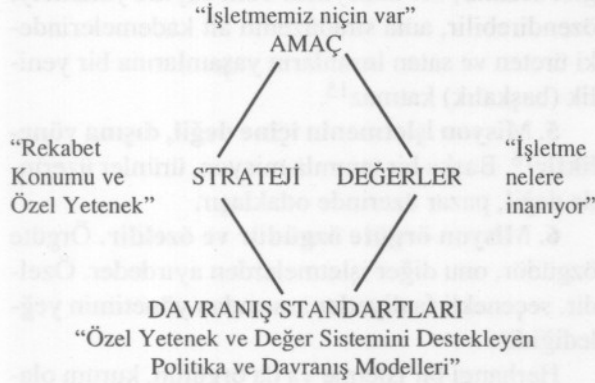 “İşletmemiz niçin var”
AMAÇ
“Rekabet
Konumu ve
Özel Yetenek”
STRATEJİ
DEĞERLER
“İşletme
nelere
inanıyor”
DAVRANIŞ STANDARTLARI
“Özel Yetenek ve Değer Sistemini Destekleyen
Politika ve Davranış Modelleri”